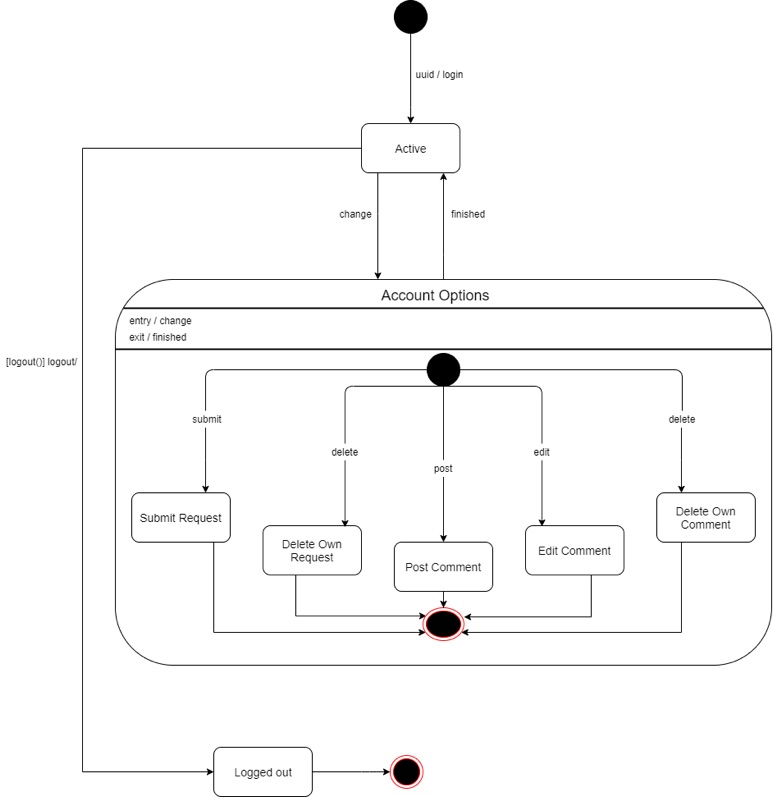 uuid / login
Active
change
finished
Account Options
entry / change
exit / finished
[logout()] logout/
submit
delete
delete
edit
post
Submit Request
Delete Own
Comment
Delete Own
Request
Edit Comment
Post Comment
Logged out